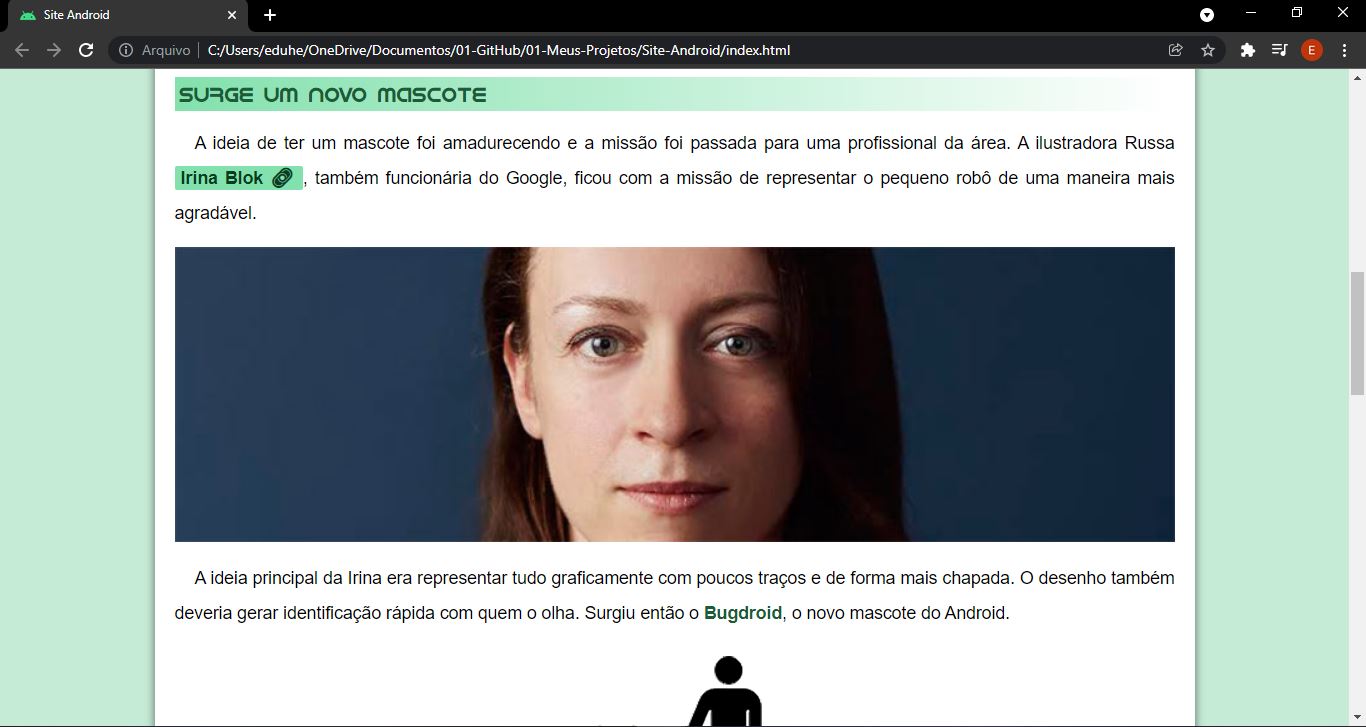 Site Android
Arquivo
C:/Users/eduhe/OneDrive/Documentos/01-GitHub/01-Meus-Projetos/Site-Android/index.html
E
SURGE UM NOVO MASCOTE
A ideia de ter um mascote foi amadurecendo e a missão foi passada para uma profissional da área. A ilustradora Russa
Irina Blok , também funcionária do Google, ficou com a missão de representar o pequeno robô de uma maneira mais
agradável.
A ideia principal da Irina era representar tudo graficamente com poucos traços e de forma mais chapada. O desenho também
deveria gerar identificação rápida com quem o olha. Surgiu então o Bugdroid, o novo mascote do Android.